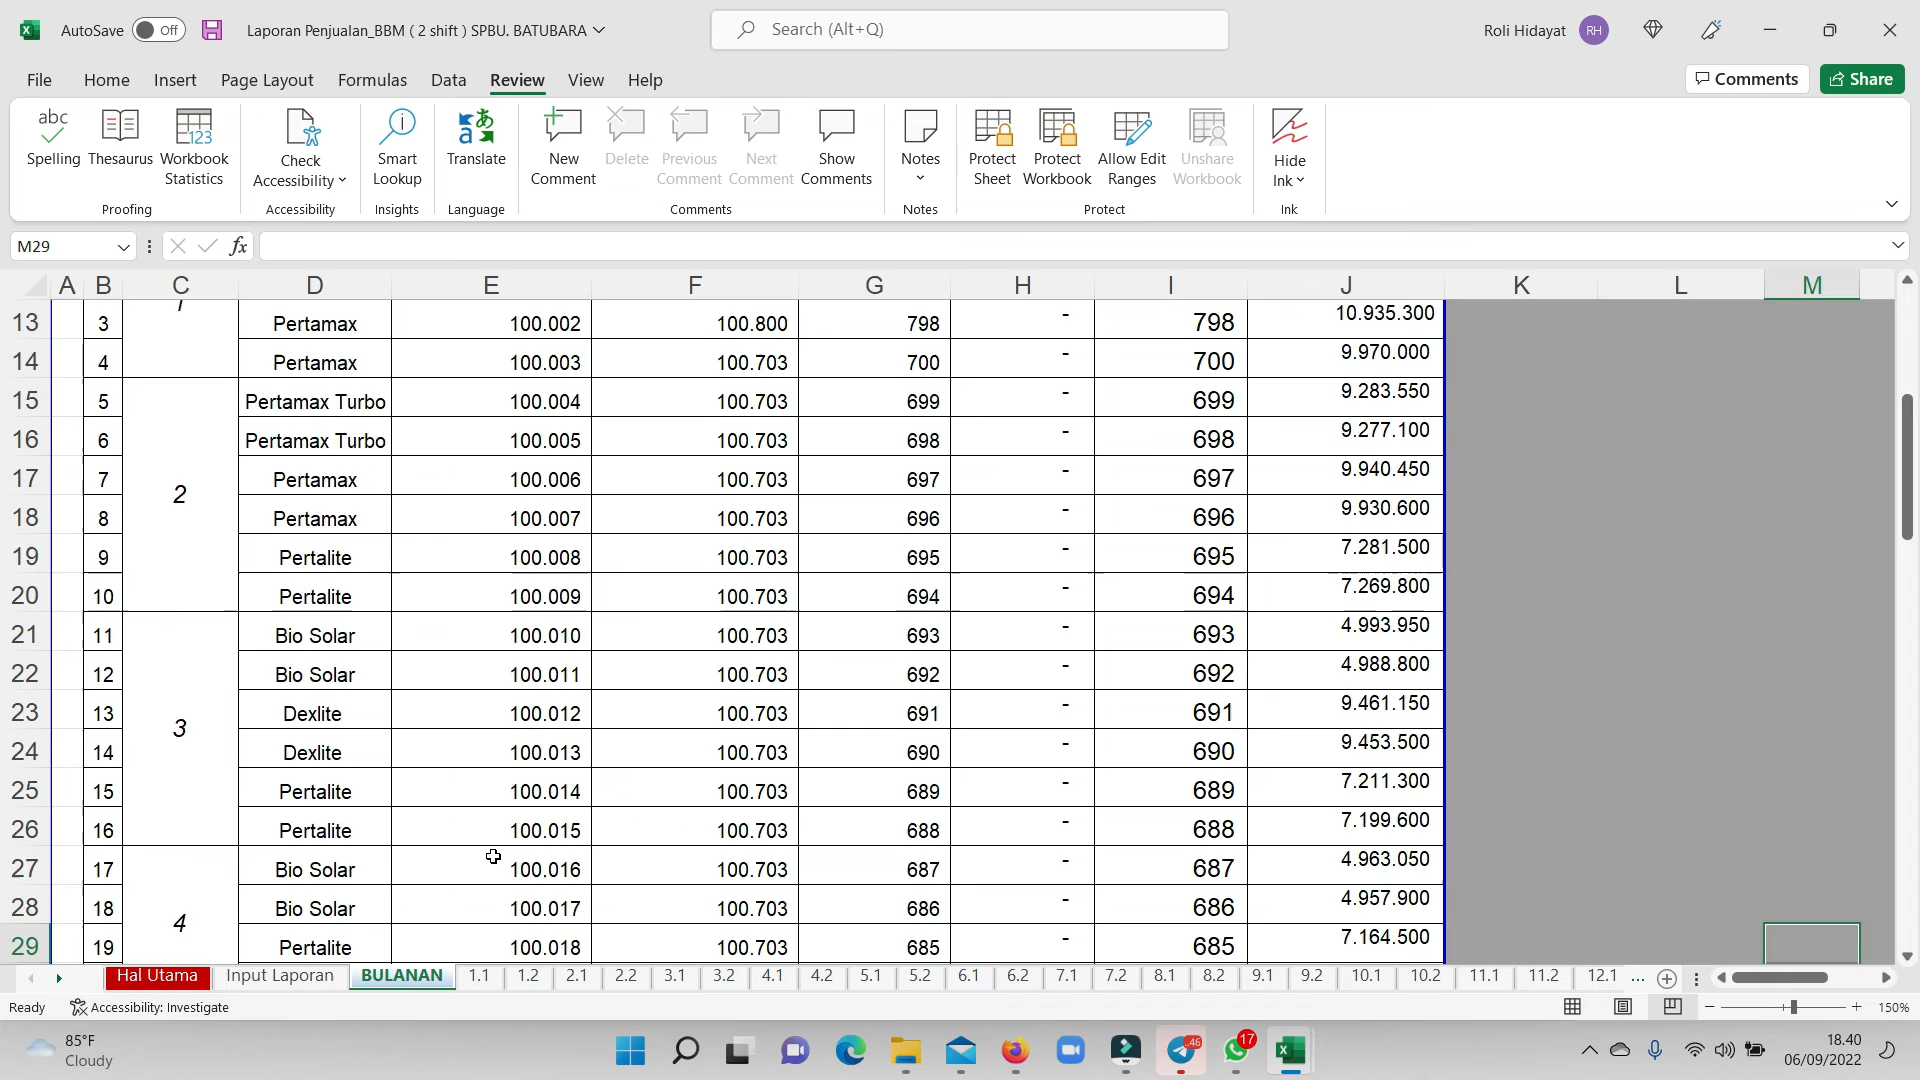 AutoSave Off Laporan Penjualan_BBM ( 2 shift ) SPBU. BATUBARA Search (Alt+Q) Roli Hidayat RH
File Home Insert Page Layout Formulas Data Review View Help Comments Share
abc
123
Spelling Thesaurus Workbook Statistics Check Accessibility Smart Lookup Translate New Comment Delete Previous Comment Next Comment Show Comments Notes Protect Sheet Protect Workbook Allow Edit Ranges Unshare Workbook Hide Ink
Proofing Accessibility Insights Language Comments Notes Protect Ink
M29 fx
A B C D E F G H I J K L M
13 3 Pertamax 100.002 100.800 798 - 798 10.935.300
14 4 Pertamax 100.003 100.703 700 - 700 9.970.000
15 5 Pertamax Turbo 100.004 100.703 699 - 699 9.283.550
16 6 Pertamax Turbo 100.005 100.703 698 - 698 9.277.100
17 7 Pertamax 100.006 100.703 697 - 697 9.940.450
2
18 8 Pertamax 100.007 100.703 696 - 696 9.930.600
19 9 Pertalite 100.008 100.703 695 - 695 7.281.500
20 10 Pertalite 100.009 100.703 694 - 694 7.269.800
21 11 Bio Solar 100.010 100.703 693 - 693 4.993.950
22 12 Bio Solar 100.011 100.703 692 - 692 4.988.800
23 13 Dexlite 100.012 100.703 691 - 691 9.461.150
3
24 14 Dexlite 100.013 100.703 690 - 690 9.453.500
25 15 Pertalite 100.014 100.703 689 - 689 7.211.300
26 16 Pertalite 100.015 100.703 688 - 688 7.199.600
27 17 Bio Solar 100.016 100.703 687 - 687 4.963.050
28 18 Bio Solar 100.017 100.703 686 - 686 4.957.900
4
29 19 Pertalite 100.018 100.703 685 - 685 7.164.500
Hal Utama Input Laporan BULANAN 1.1 1.2 2.1 2.2 3.1 3.2 4.1 4.2 5.1 5.2 6.1 6.2 7.1 7.2 8.1 8.2 9.1 9.2 10.1 10.2 11.1 11.2 12.1 ...
Ready Accessibility: Investigate 150%
85°F 46 17 18.40
Cloudy 06/09/2022